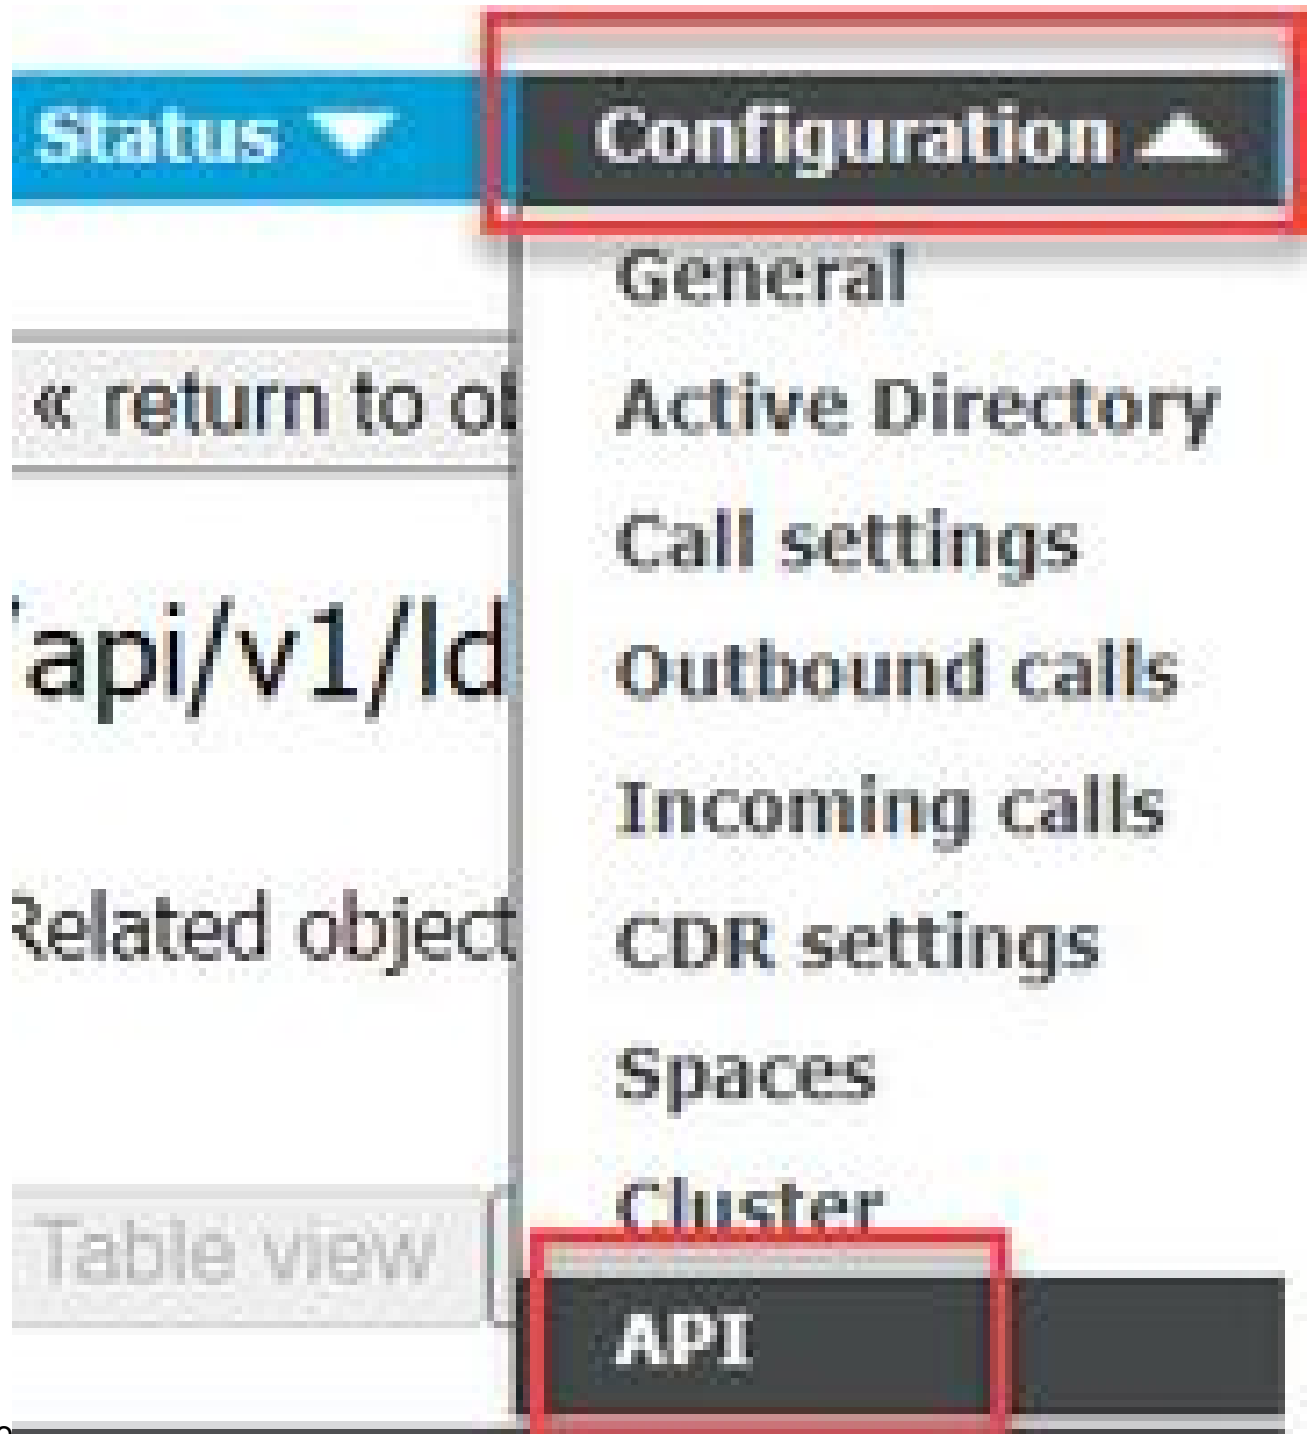 Status Configuration
General
« return to ob
Active Directory
Call settings
/api/v1/ld
Outbound calls
Incoming calls
Related object
CDR settings
Spaces
Cluster
Table view
API